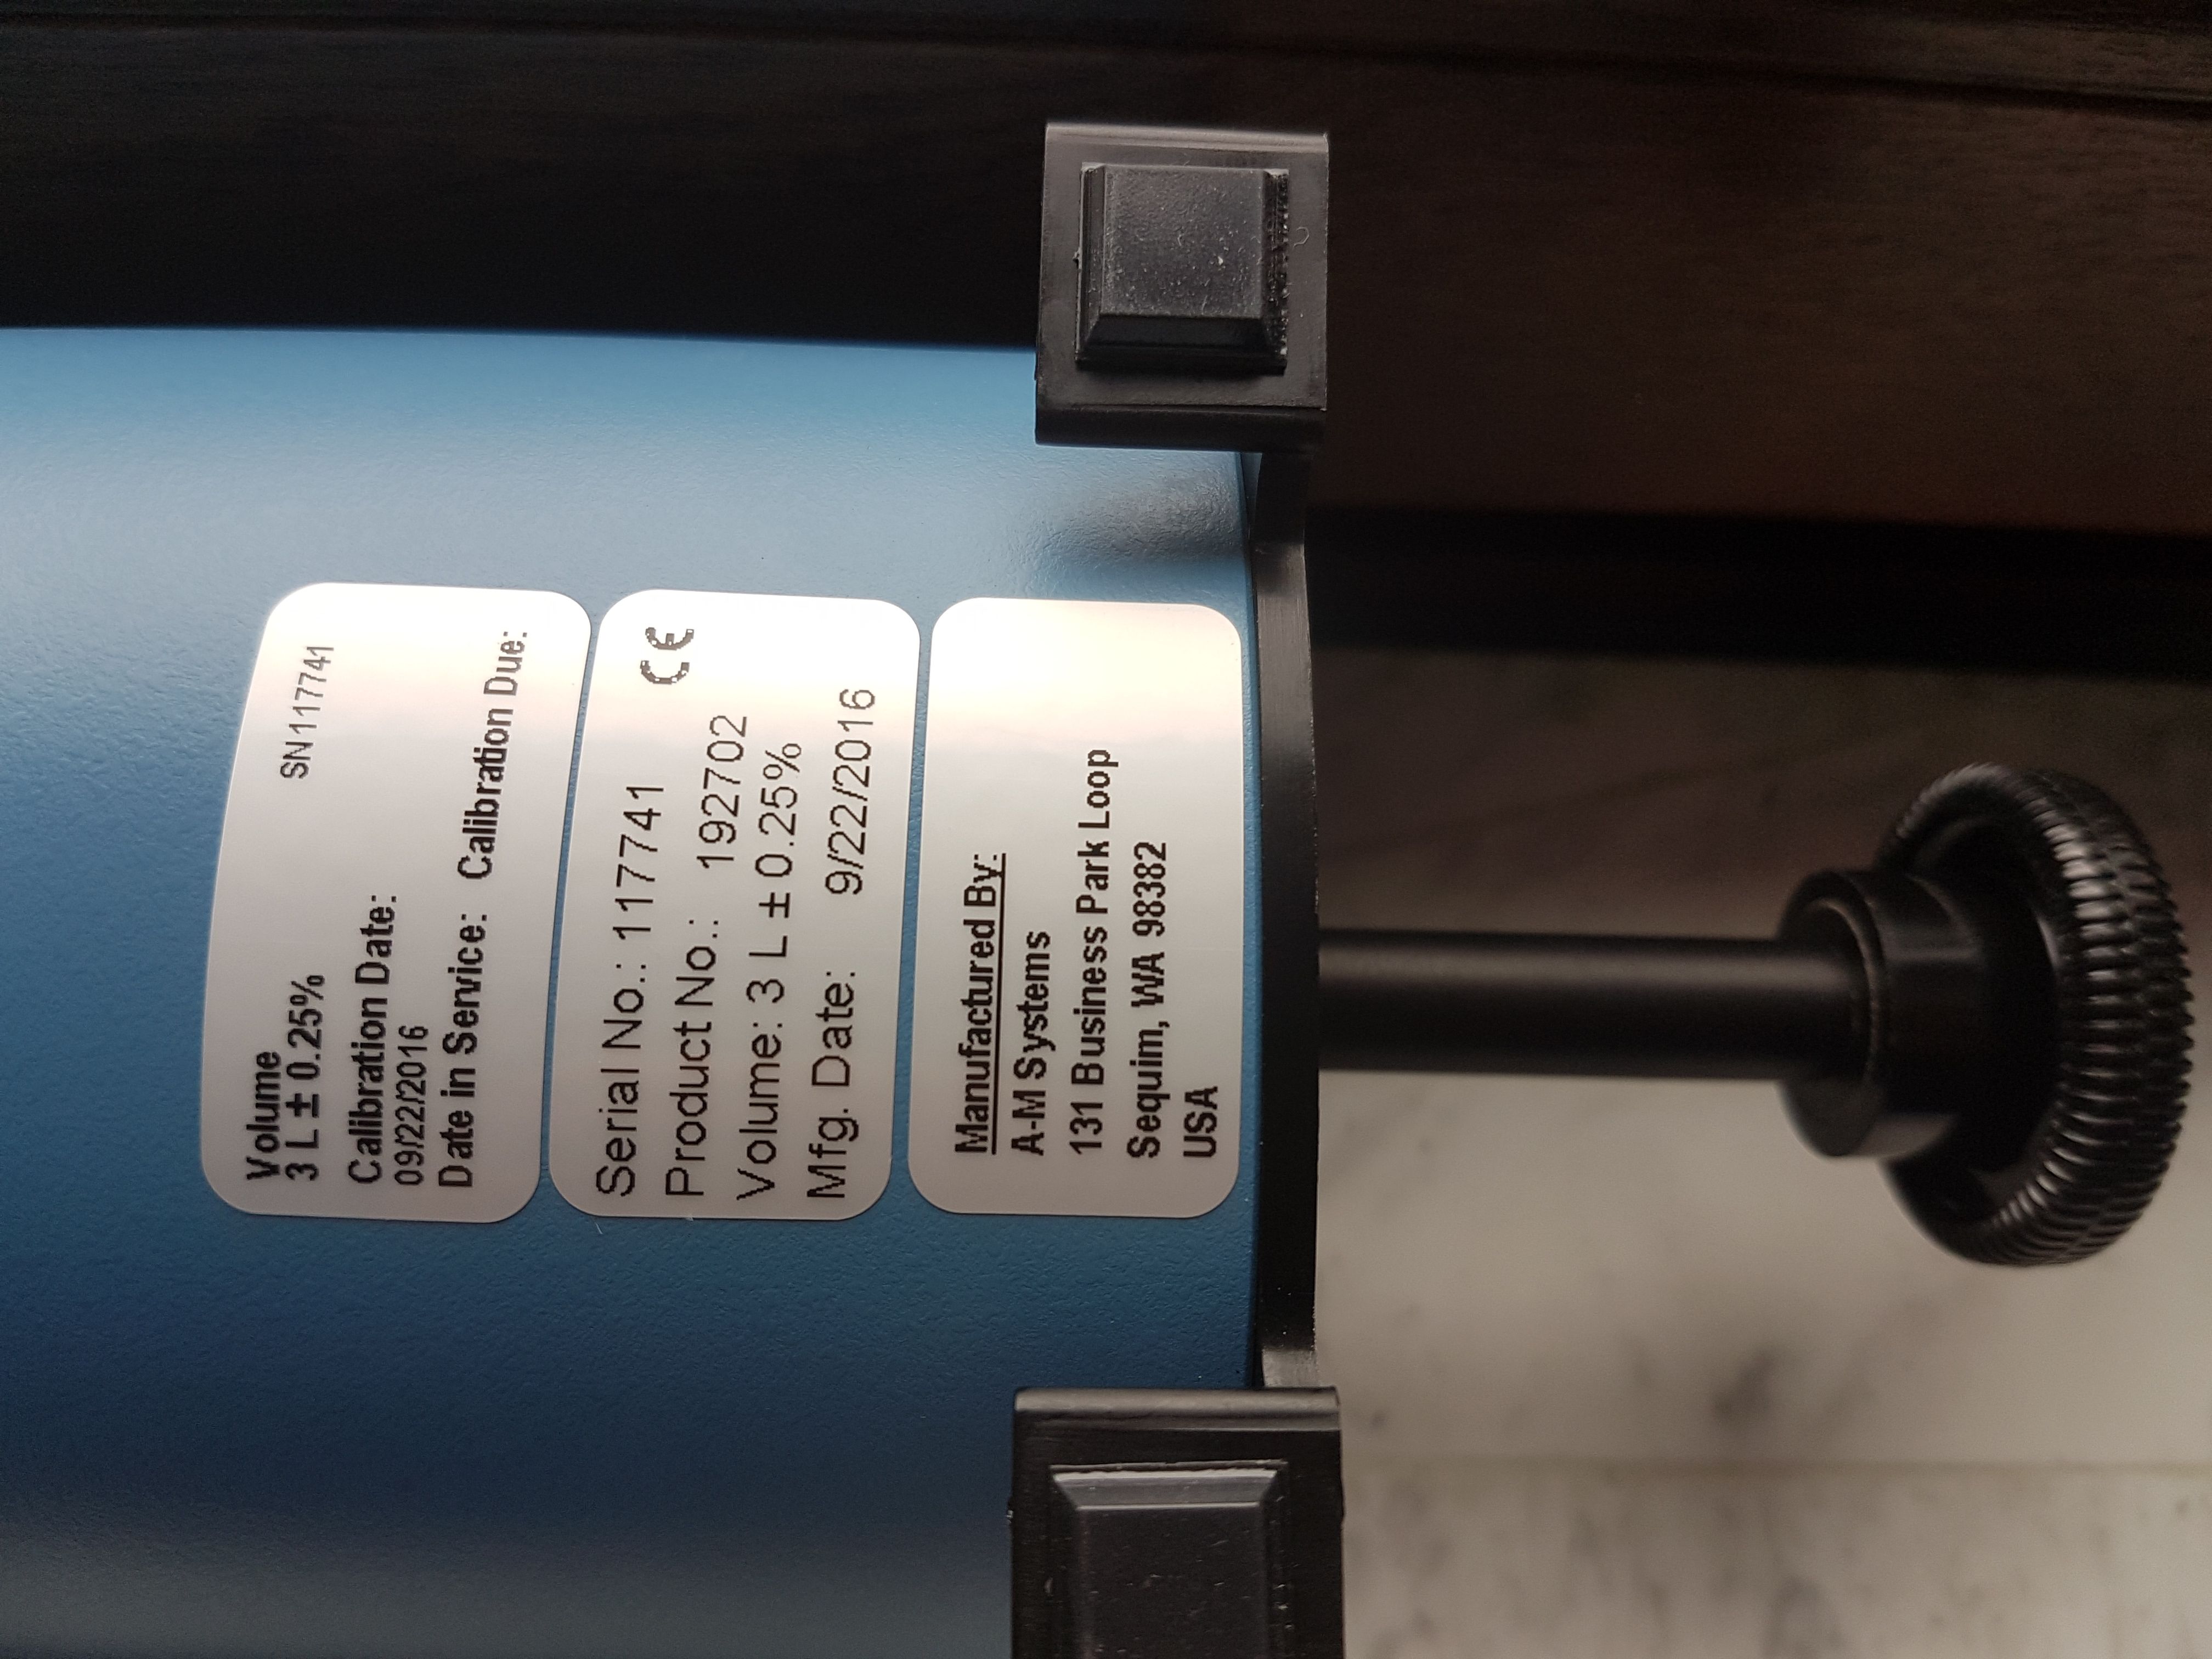 Volume SN117741
3 L ± 0.25%
Calibration Date:
09/22/2016
Date in Service: Calibration Due:
Serial No.: 117741 CE
Product No.: 192702
Volume: 3 L ± 0.25%
Mfg. Date: 9/22/2016
Manufactured By:
A-M Systems
131 Business Park Loop
Sequim, WA 98382
USA